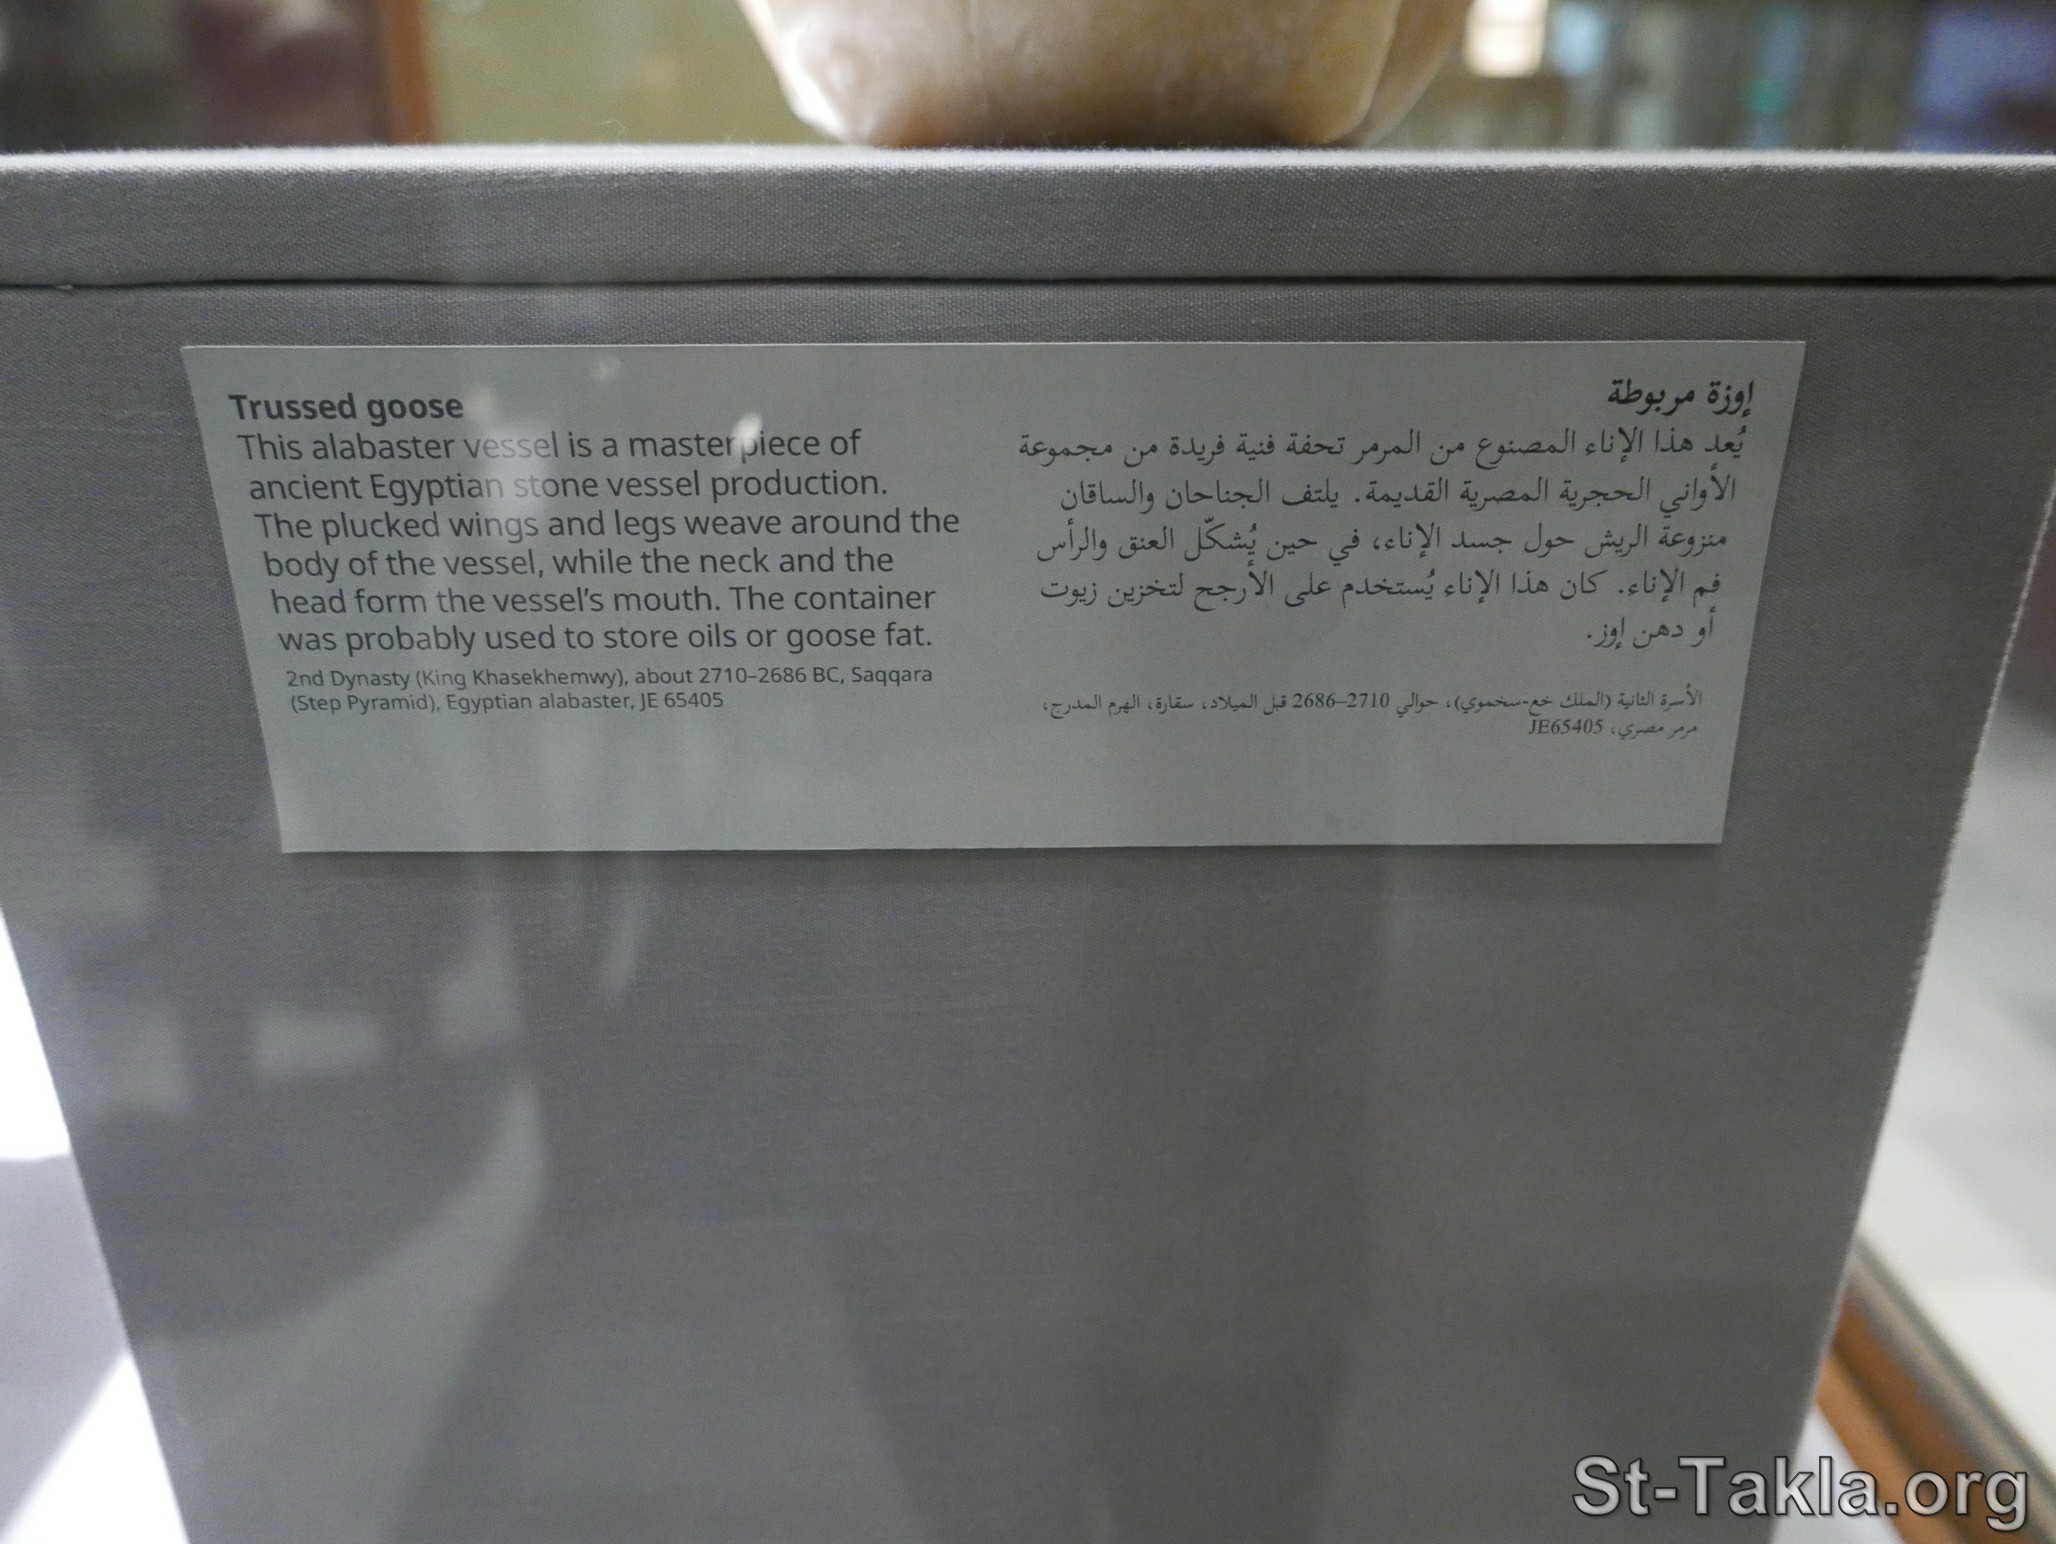 Trussed goose
This alabaster vessel is a masterpiece of
ancient Egyptian stone vessel production.
The plucked wings and legs weave around the
body of the vessel, while the neck and the
head form the vessel's mouth. The container
was probably used to store oils or goose fat.
2nd Dynasty (King Khasekhemwy), about 2710–2686 BC, Saqqara
(Step Pyramid), Egyptian alabaster, JE 65405
إوزة مربوطة
يُعد هذا الإناء المصنوع من المرمر تحفة فنية فريدة من مجموعة
الأواني الحجرية المصرية القديمة. يلتف الجناحان والساقان
منزوعة الريش حول جسد الإناء، في حين يُشكّل العنق والرأس
فم الإناء. كان هذا الإناء يُستخدم على الأرجح لتخزين زيوت
أو دهن إوز.
الأسرة الثانية (الملك خع-سخموي)، حوالي 2710–2686 قبل الميلاد، سقارة، الهرم المدرج،
مرمر مصري، JE65405
St-Takla.org